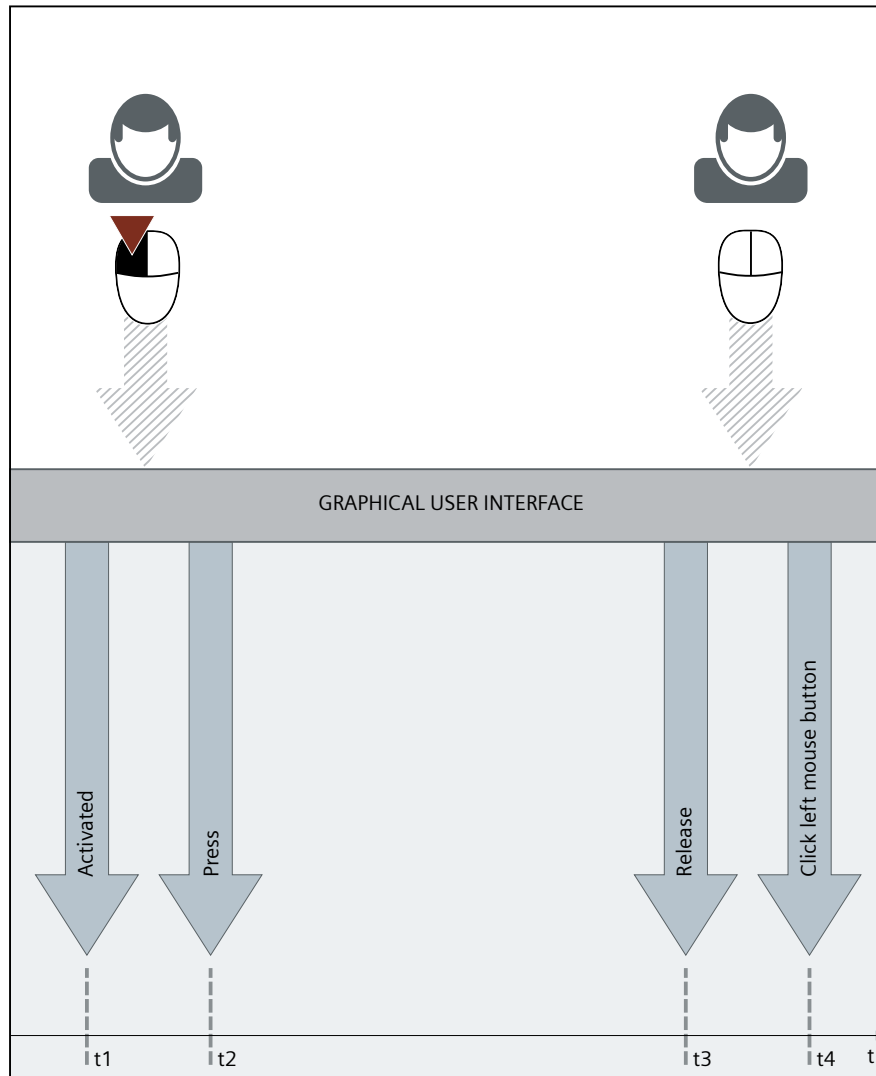 GRAPHICAL USER INTERFACE
Activated
Press
Release
Click left mouse button
t1
t2
t3
t4
t